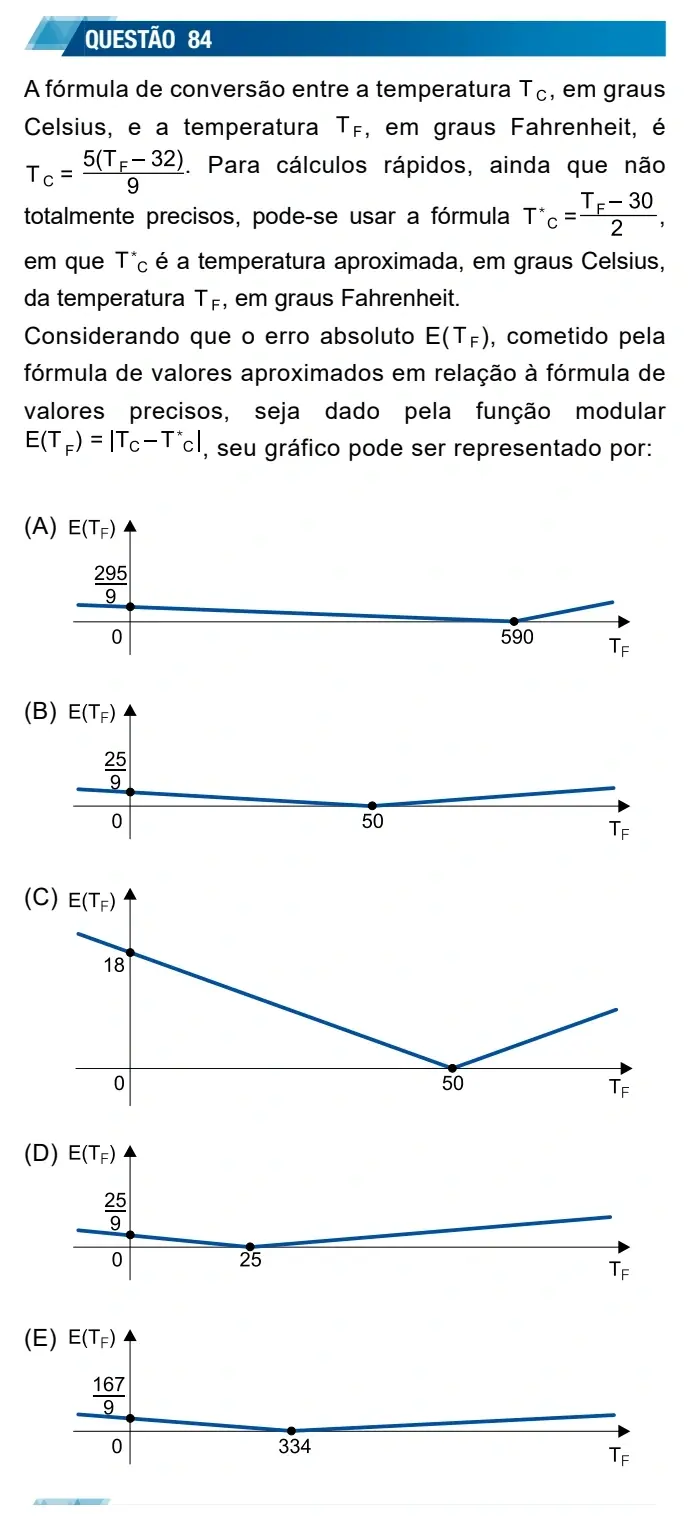 QUESTÃO 84
A fórmula de conversão entre a temperatura T_C, em graus
Celsius, e a temperatura T_F, em graus Fahrenheit, é
T_C = 5(T_F – 32)/9. Para cálculos rápidos, ainda que não
totalmente precisos, pode-se usar a fórmula T*_C = T_F – 30/2,
em que T*_C é a temperatura aproximada, em graus Celsius,
da temperatura T_F, em graus Fahrenheit.
Considerando que o erro absoluto E(T_F), cometido pela
fórmula de valores aproximados em relação à fórmula de
valores precisos, seja dado pela função modular
E(T_F) = |T_C – T*_C|, seu gráfico pode ser representado por:
(A) E(T_F)
295/9
0 590 T_F
(B) E(T_F)
25/9
0 50 T_F
(C) E(T_F)
18
0 50 T_F
(D) E(T_F)
25/9
0 25 T_F
(E) E(T_F)
167/9
0 334 T_F